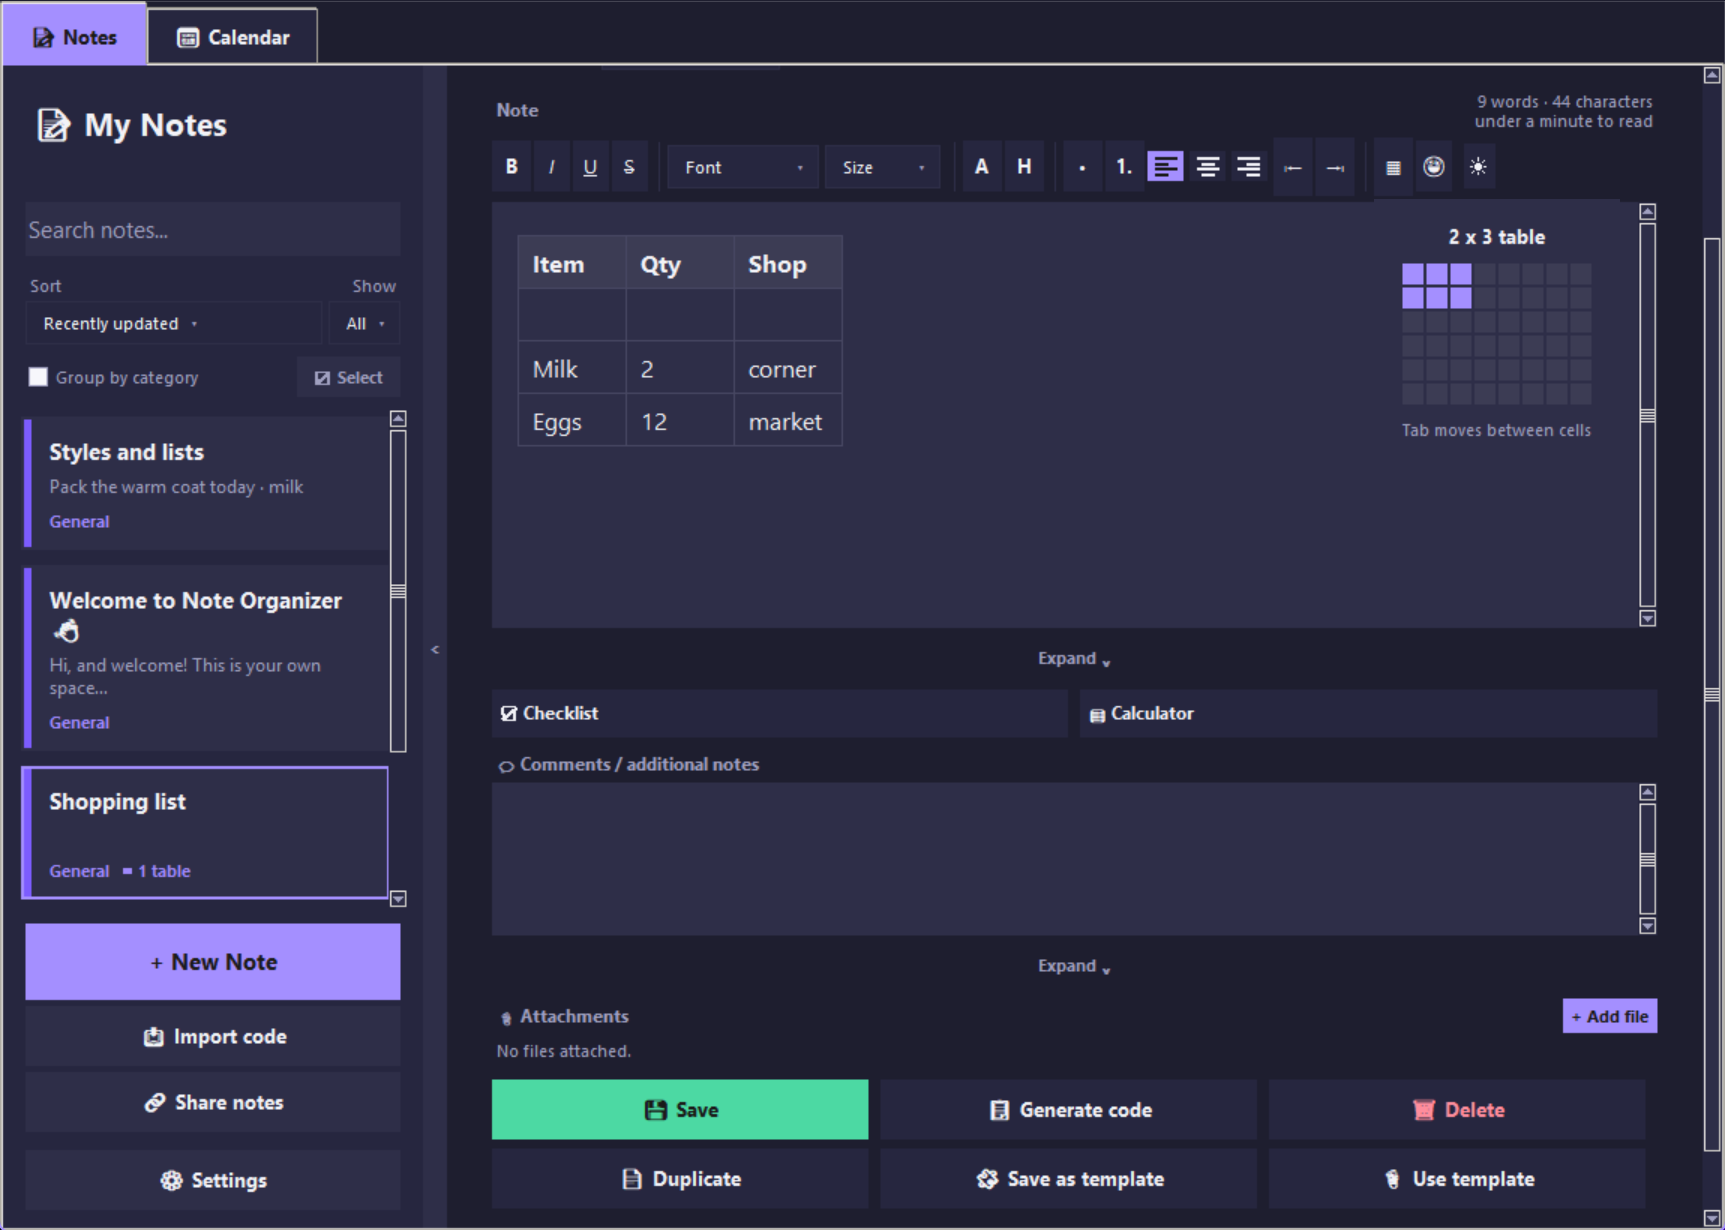 Notes
Calendar
My Notes
Search notes...
Sort
Show
Recently updated
All
Group by category
Select
Styles and lists
Pack the warm coat today · milk
General
Welcome to Note Organizer
Hi, and welcome! This is your own
space...
General
Shopping list
General
1 table
+ New Note
Import code
Share notes
Settings
<
Note
9 words · 44 characters
under a minute to read
B I U S Font Size A H • 1.
2 x 3 table
Tab moves between cells
Item Qty Shop
Milk 2 corner
Eggs 12 market
Expand
Checklist
Calculator
Comments / additional notes
Expand
Attachments
+ Add file
No files attached.
Save
Generate code
Delete
Duplicate
Save as template
Use template